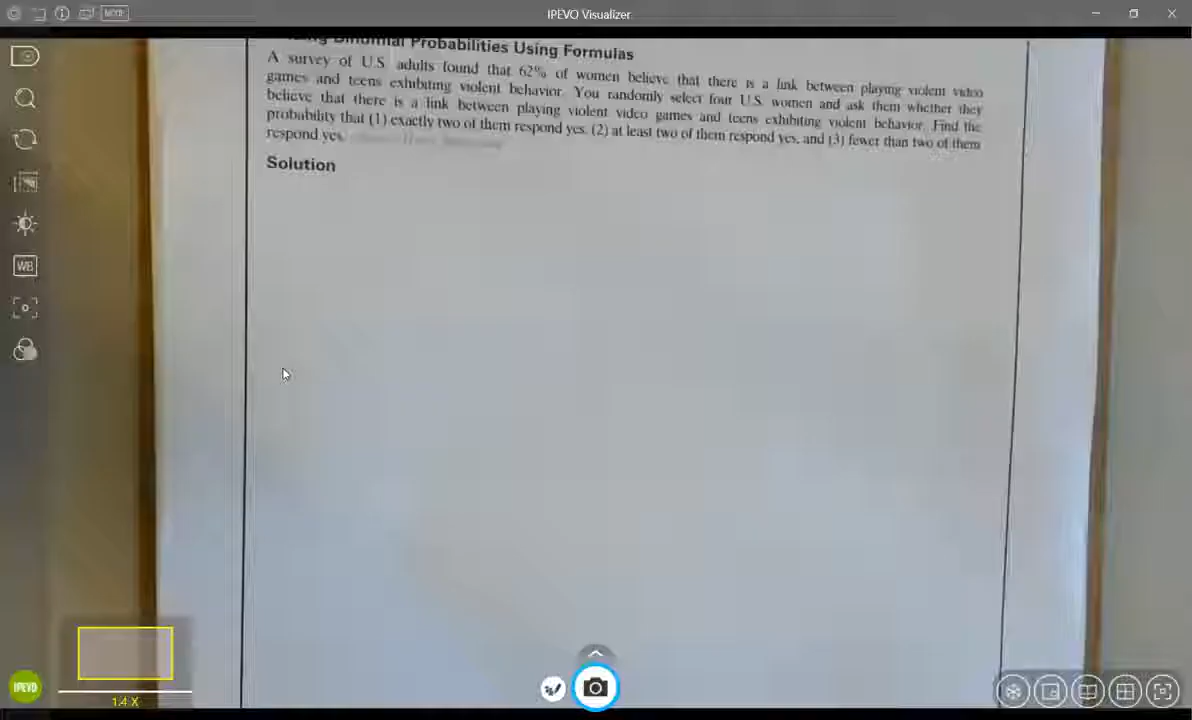 IPEVO Visualizer
MODE
Binomial Probabilities Using Formulas
A survey of U.S. adults found that 62% of women believe that there is a link between playing violent video
games and teens exhibiting violent behavior. You randomly select four U.S. women and ask them whether they
believe that there is a link between playing violent video games and teens exhibiting violent behavior. Find the
probability that (1) exactly two of them respond yes, (2) at least two of them respond yes, and (3) fewer than two of them
respond yes.
Solution
WB
IPEVO
1.4 X